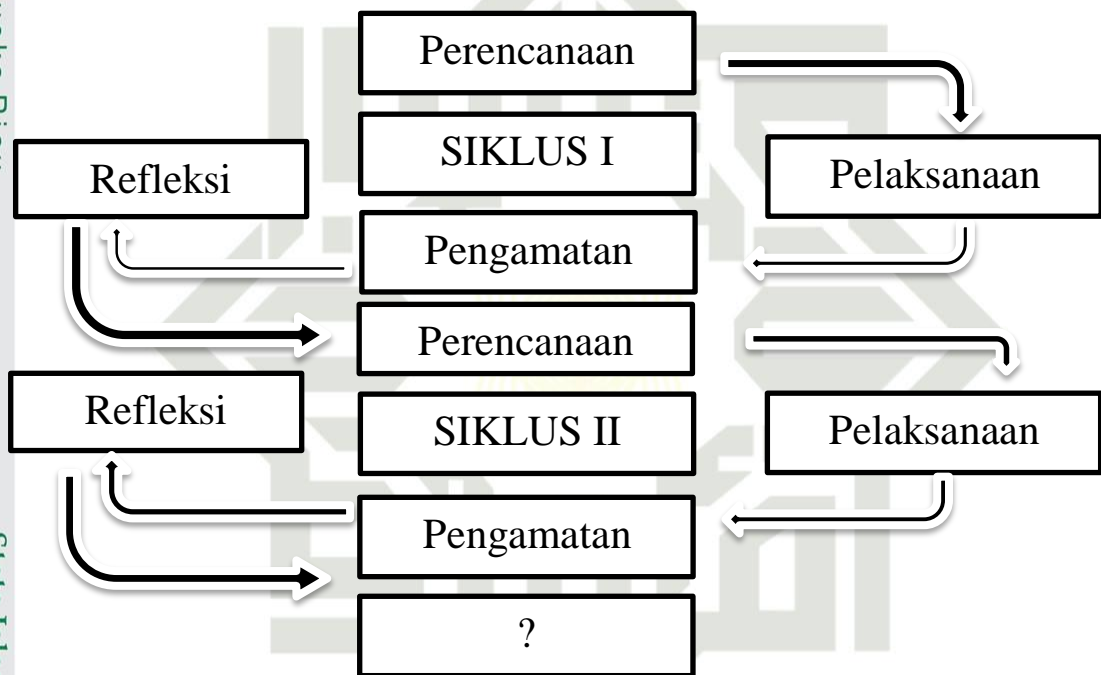 Perencanaan
SIKLUS I
Refleksi
Pelaksanaan
Pengamatan
Perencanaan
Refleksi
SIKLUS II
Pelaksanaan
Pengamatan
?